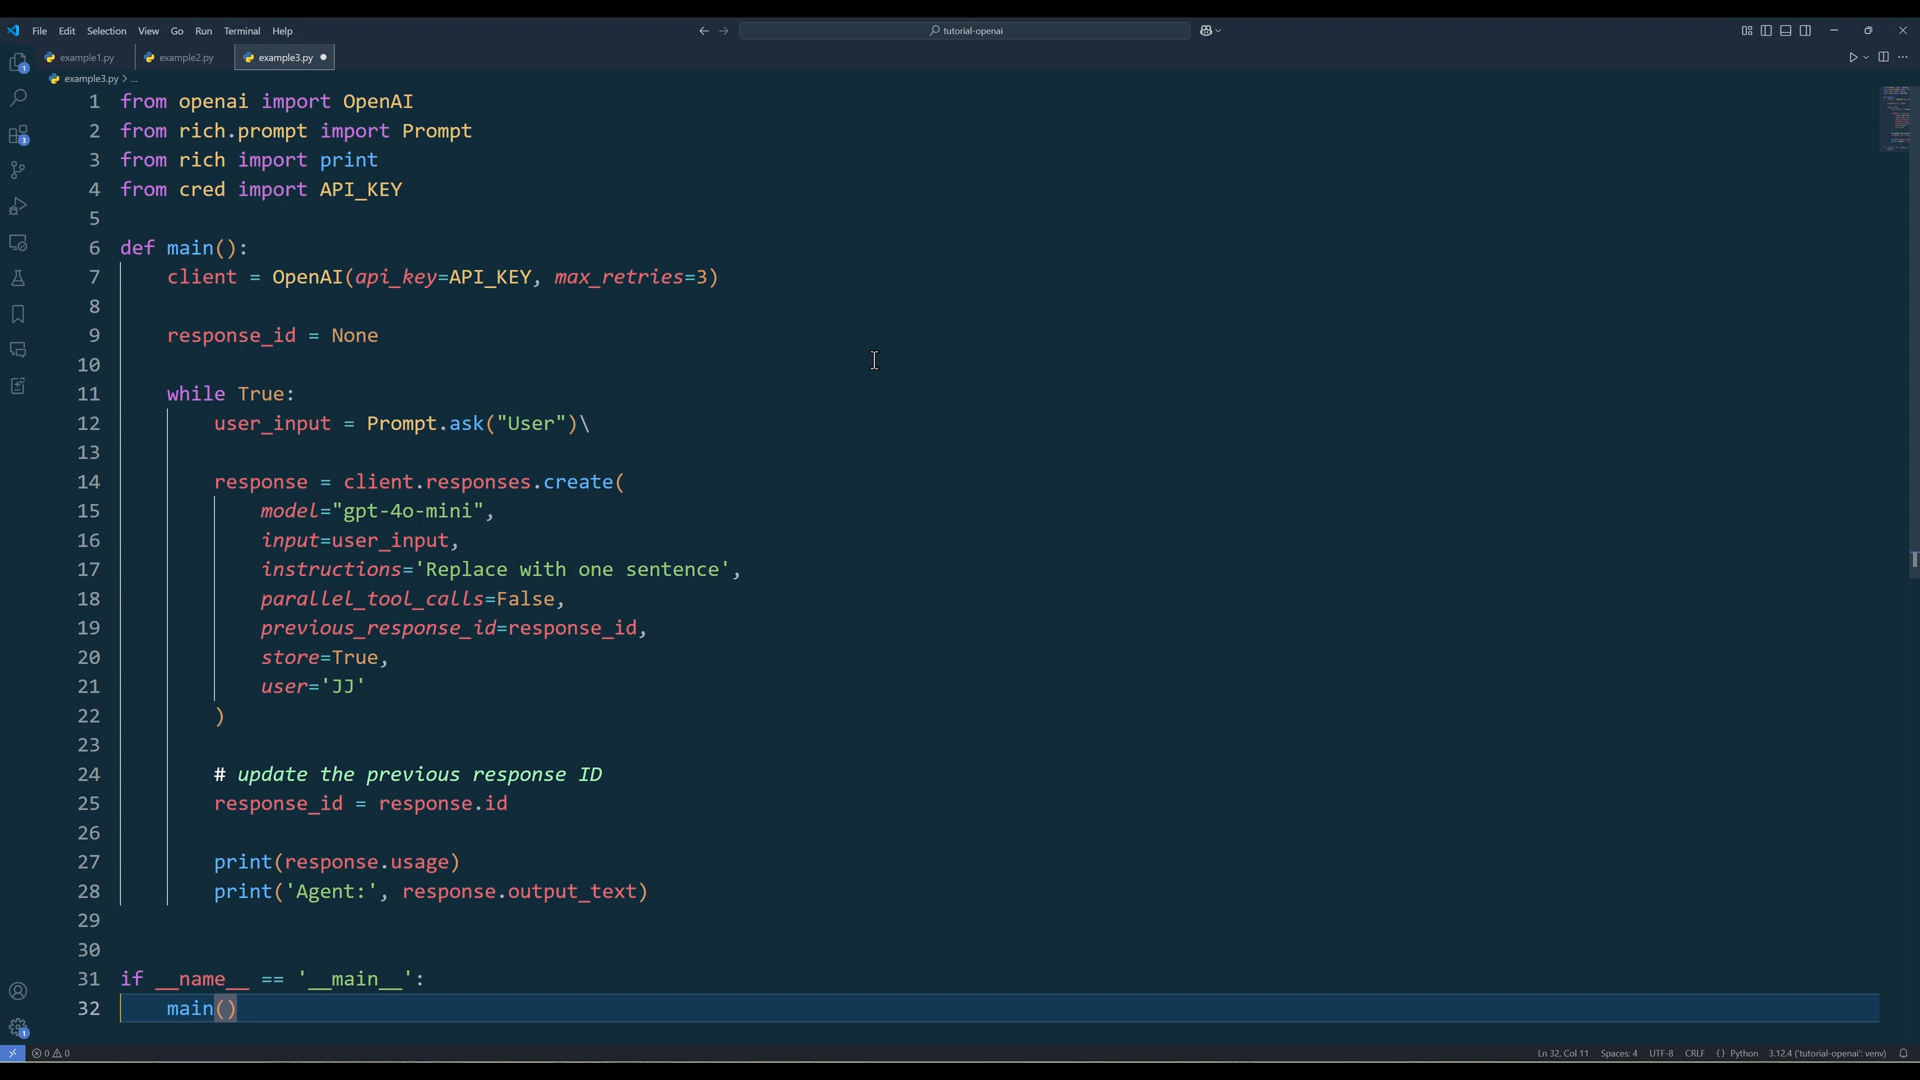 File Edit Selection View Go Run Terminal Help
tutorial-openai
example1.py example2.py example3.py
example3.py > ...
1 from openai import OpenAI
2 from rich.prompt import Prompt
3 from rich import print
4 from cred import API_KEY
5
6 def main():
7     client = OpenAI(api_key=API_KEY, max_retries=3)
8
9     response_id = None
10
11     while True:
12         user_input = Prompt.ask("User")\
13
14         response = client.responses.create(
15             model="gpt-4o-mini",
16             input=user_input,
17             instructions='Replace with one sentence',
18             parallel_tool_calls=False,
19             previous_response_id=response_id,
20             store=True,
21             user='JJ'
22         )
23
24         # update the previous response ID
25         response_id = response.id
26
27         print(response.usage)
28         print('Agent:', response.output_text)
29
30
31 if __name__ == '__main__':
32     main()
0 0 Ln 32, Col 11 Spaces: 4 UTF-8 CRLF {} Python 3.12.4 ('tutorial-openai': venv)